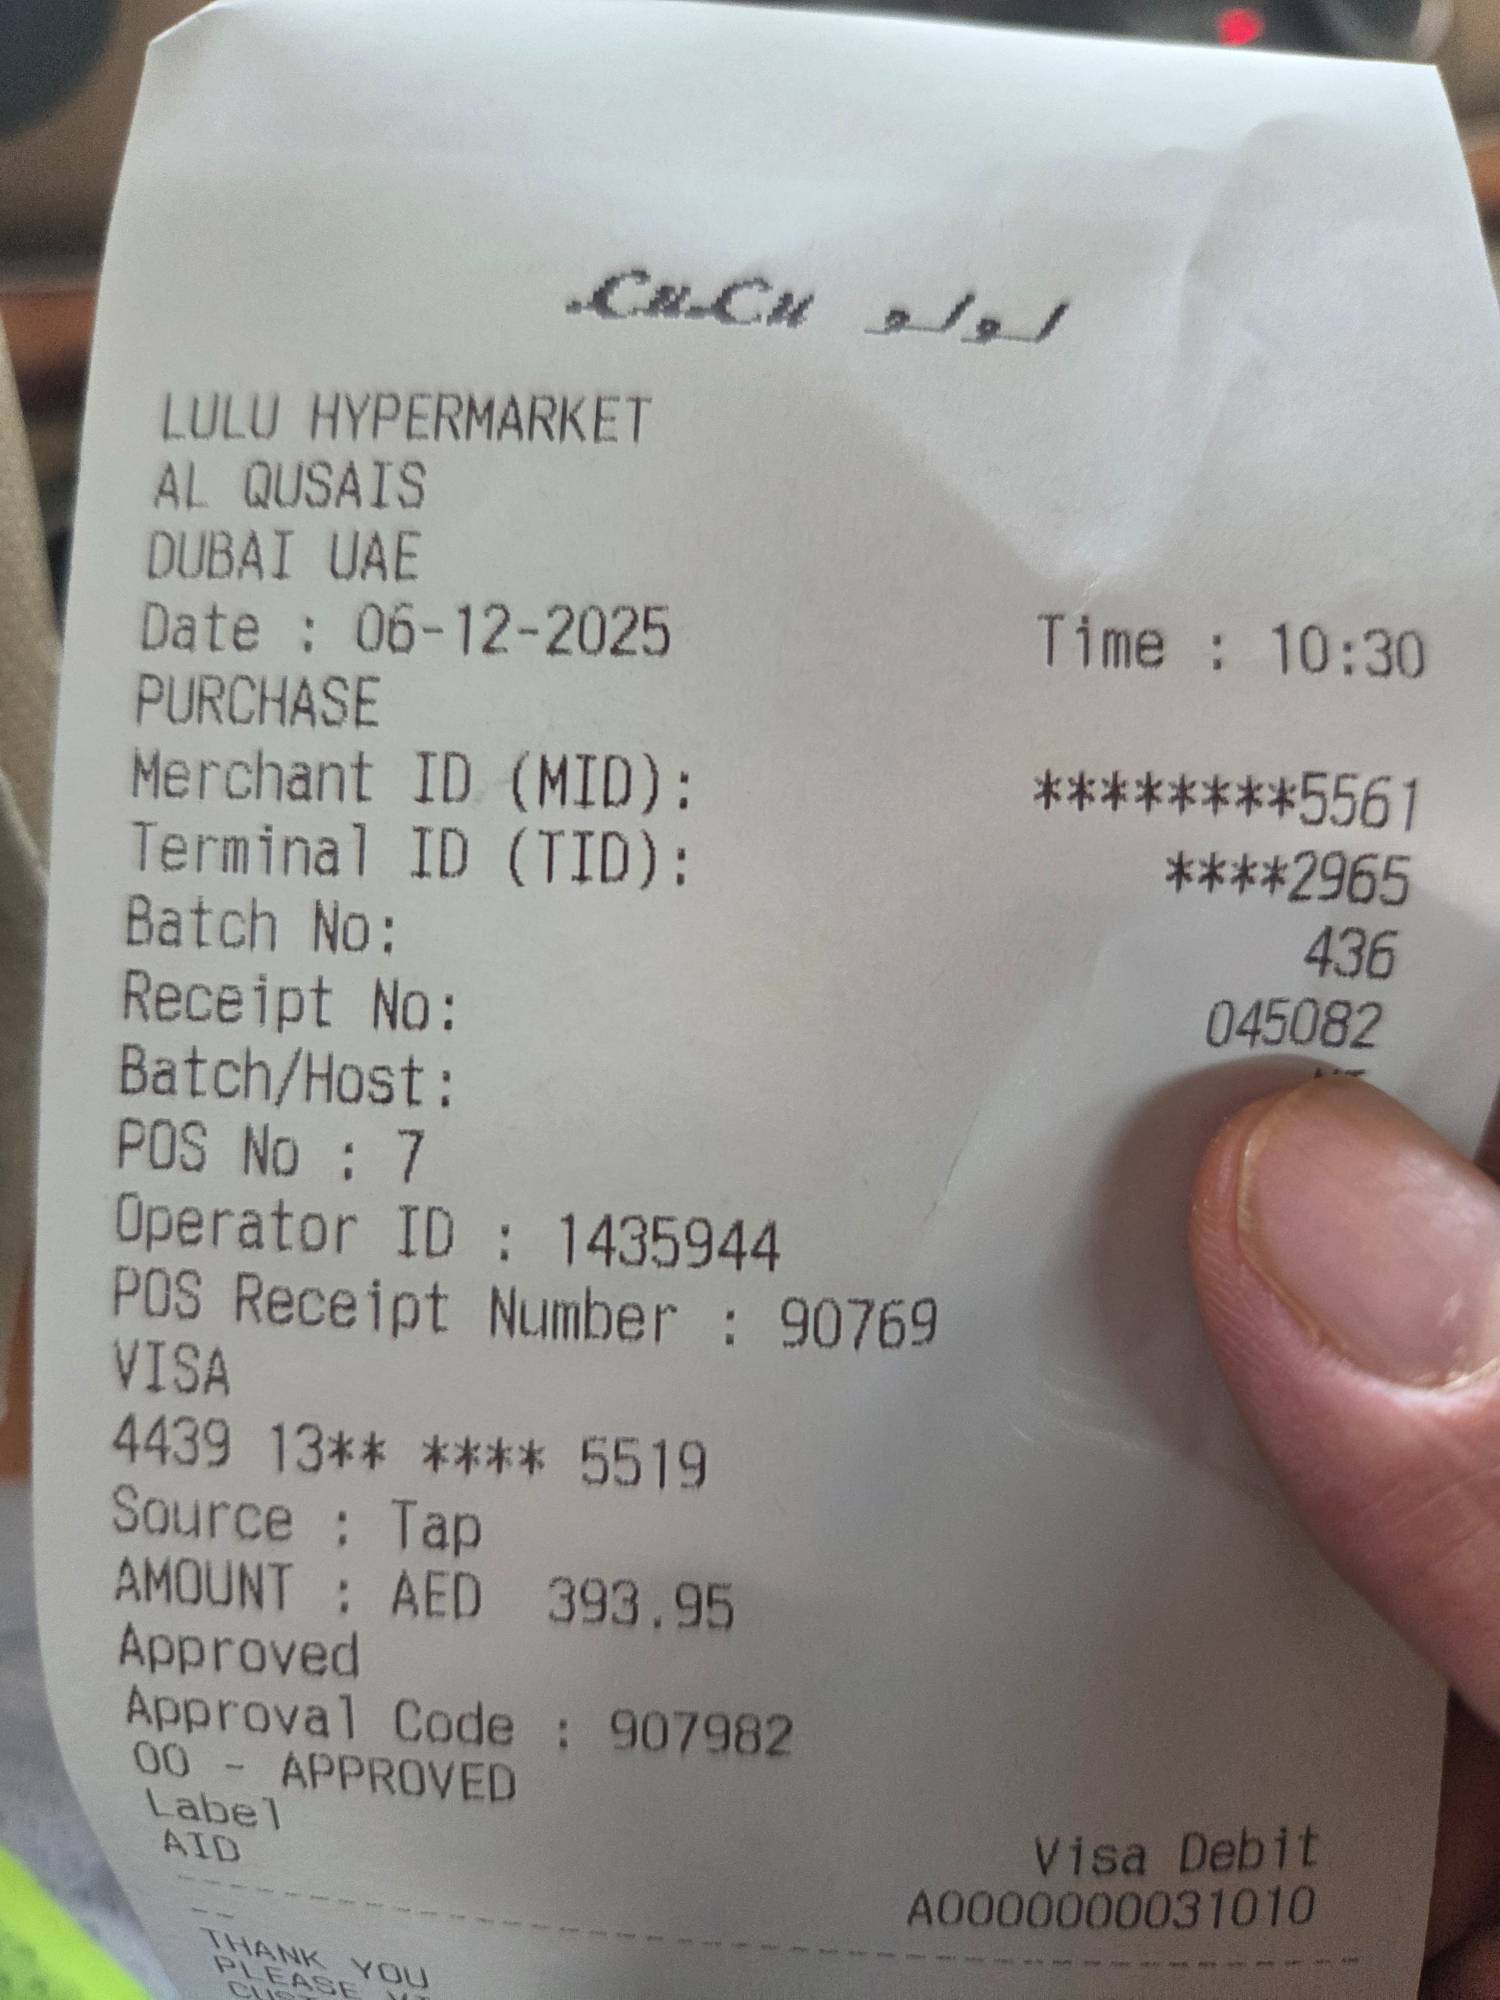 LuLu لولو
LULU HYPERMARKET
AL QUSAIS
DUBAI UAE
Date : 06-12-2025 Time : 10:30
PURCHASE
Merchant ID (MID): ********5561
Terminal ID (TID): ****2965
Batch No: 436
Receipt No: 045082
Batch/Host:
POS No : 7
Operator ID : 1435944
POS Receipt Number : 90769
VISA
4439 13** **** 5519
Source : Tap
AMOUNT : AED 393.95
Approved
Approval Code : 907982
00 - APPROVED
Label Visa Debit
AID A0000000031010
THANK YOU
PLEASE